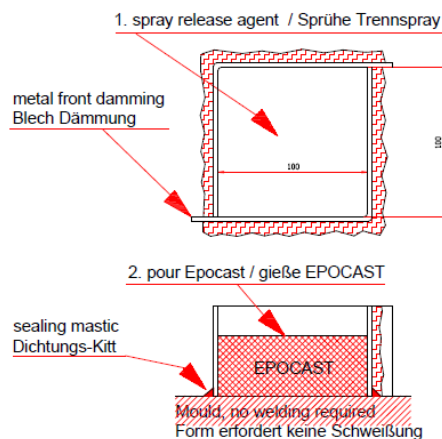 1. spray release agent / Sprühe Trennspray
metal front damming
Blech Dämmung
100
100
2. pour Epocast / gieße EPOCAST
sealing mastic
Dichtungs-Kitt
EPOCAST
Mould, no welding required
Form erfordert keine Schweißung